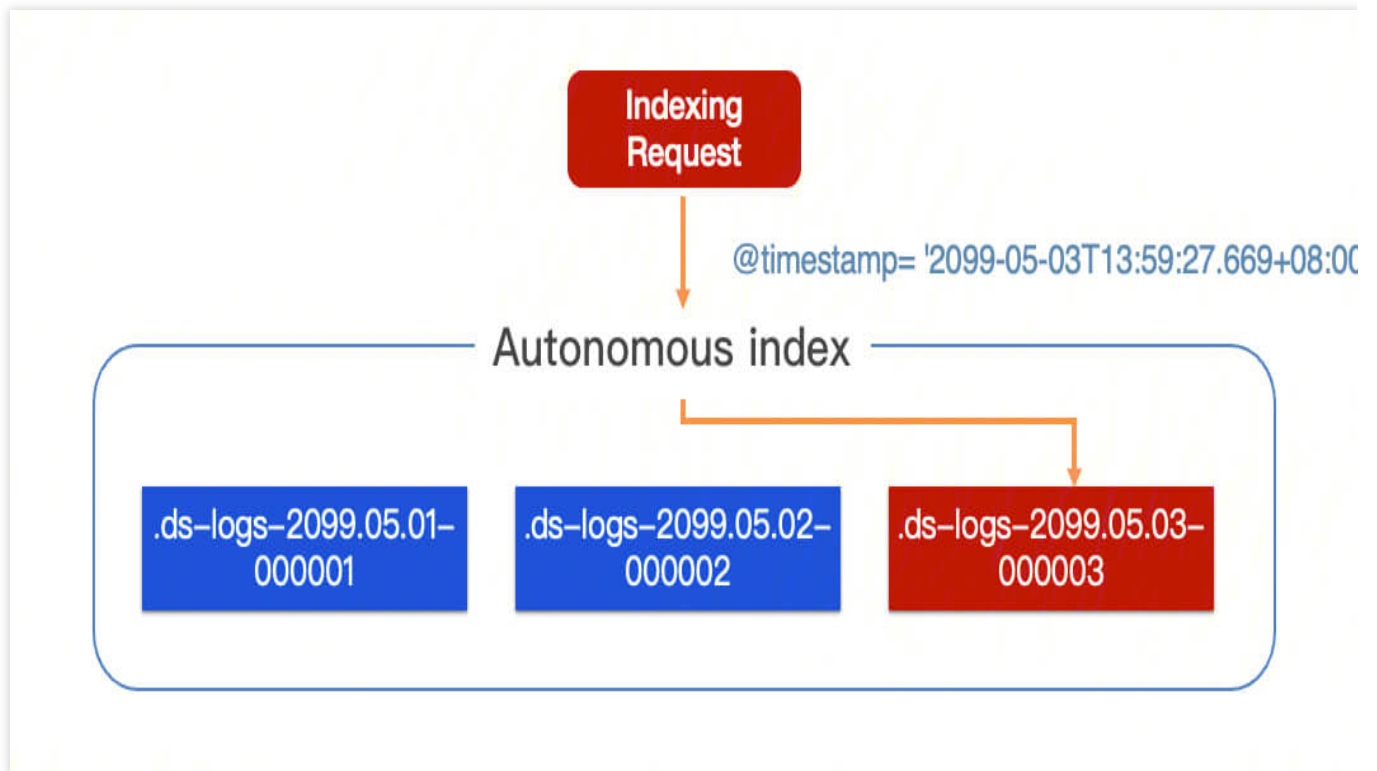 Indexing
Request
@timestamp= '2099-05-03T13:59:27.669+08:00
Autonomous index
.ds-logs-2099.05.01-
000001
.ds-logs-2099.05.02-
000002
.ds-logs-2099.05.03-
000003